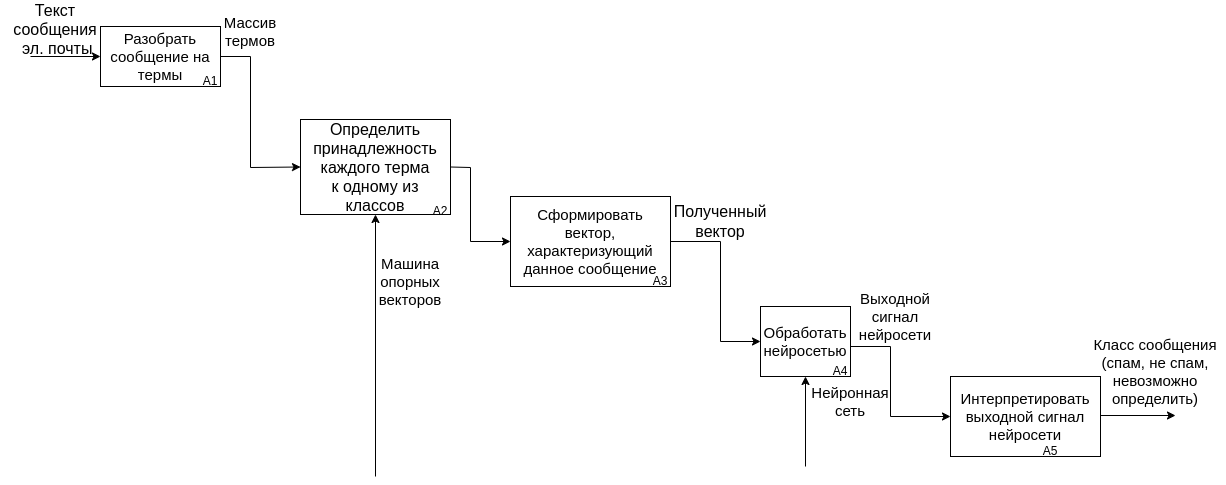 Текст
сообщения
эл. почты
Разобрать
сообщение на
термы
A1
Массив
термов
Определить
принадлежность
каждого терма
к одному из
классов
A2
Машина
опорных
векторов
Сформировать
вектор,
характеризующий
данное сообщение
A3
Полученный
вектор
Обработать
нейросетью
A4
Нейронная
сеть
Выходной
сигнал
нейросети
Интерпретировать
выходной сигнал
нейросети
A5
Класс сообщения
(спам, не спам,
невозможно
определить)